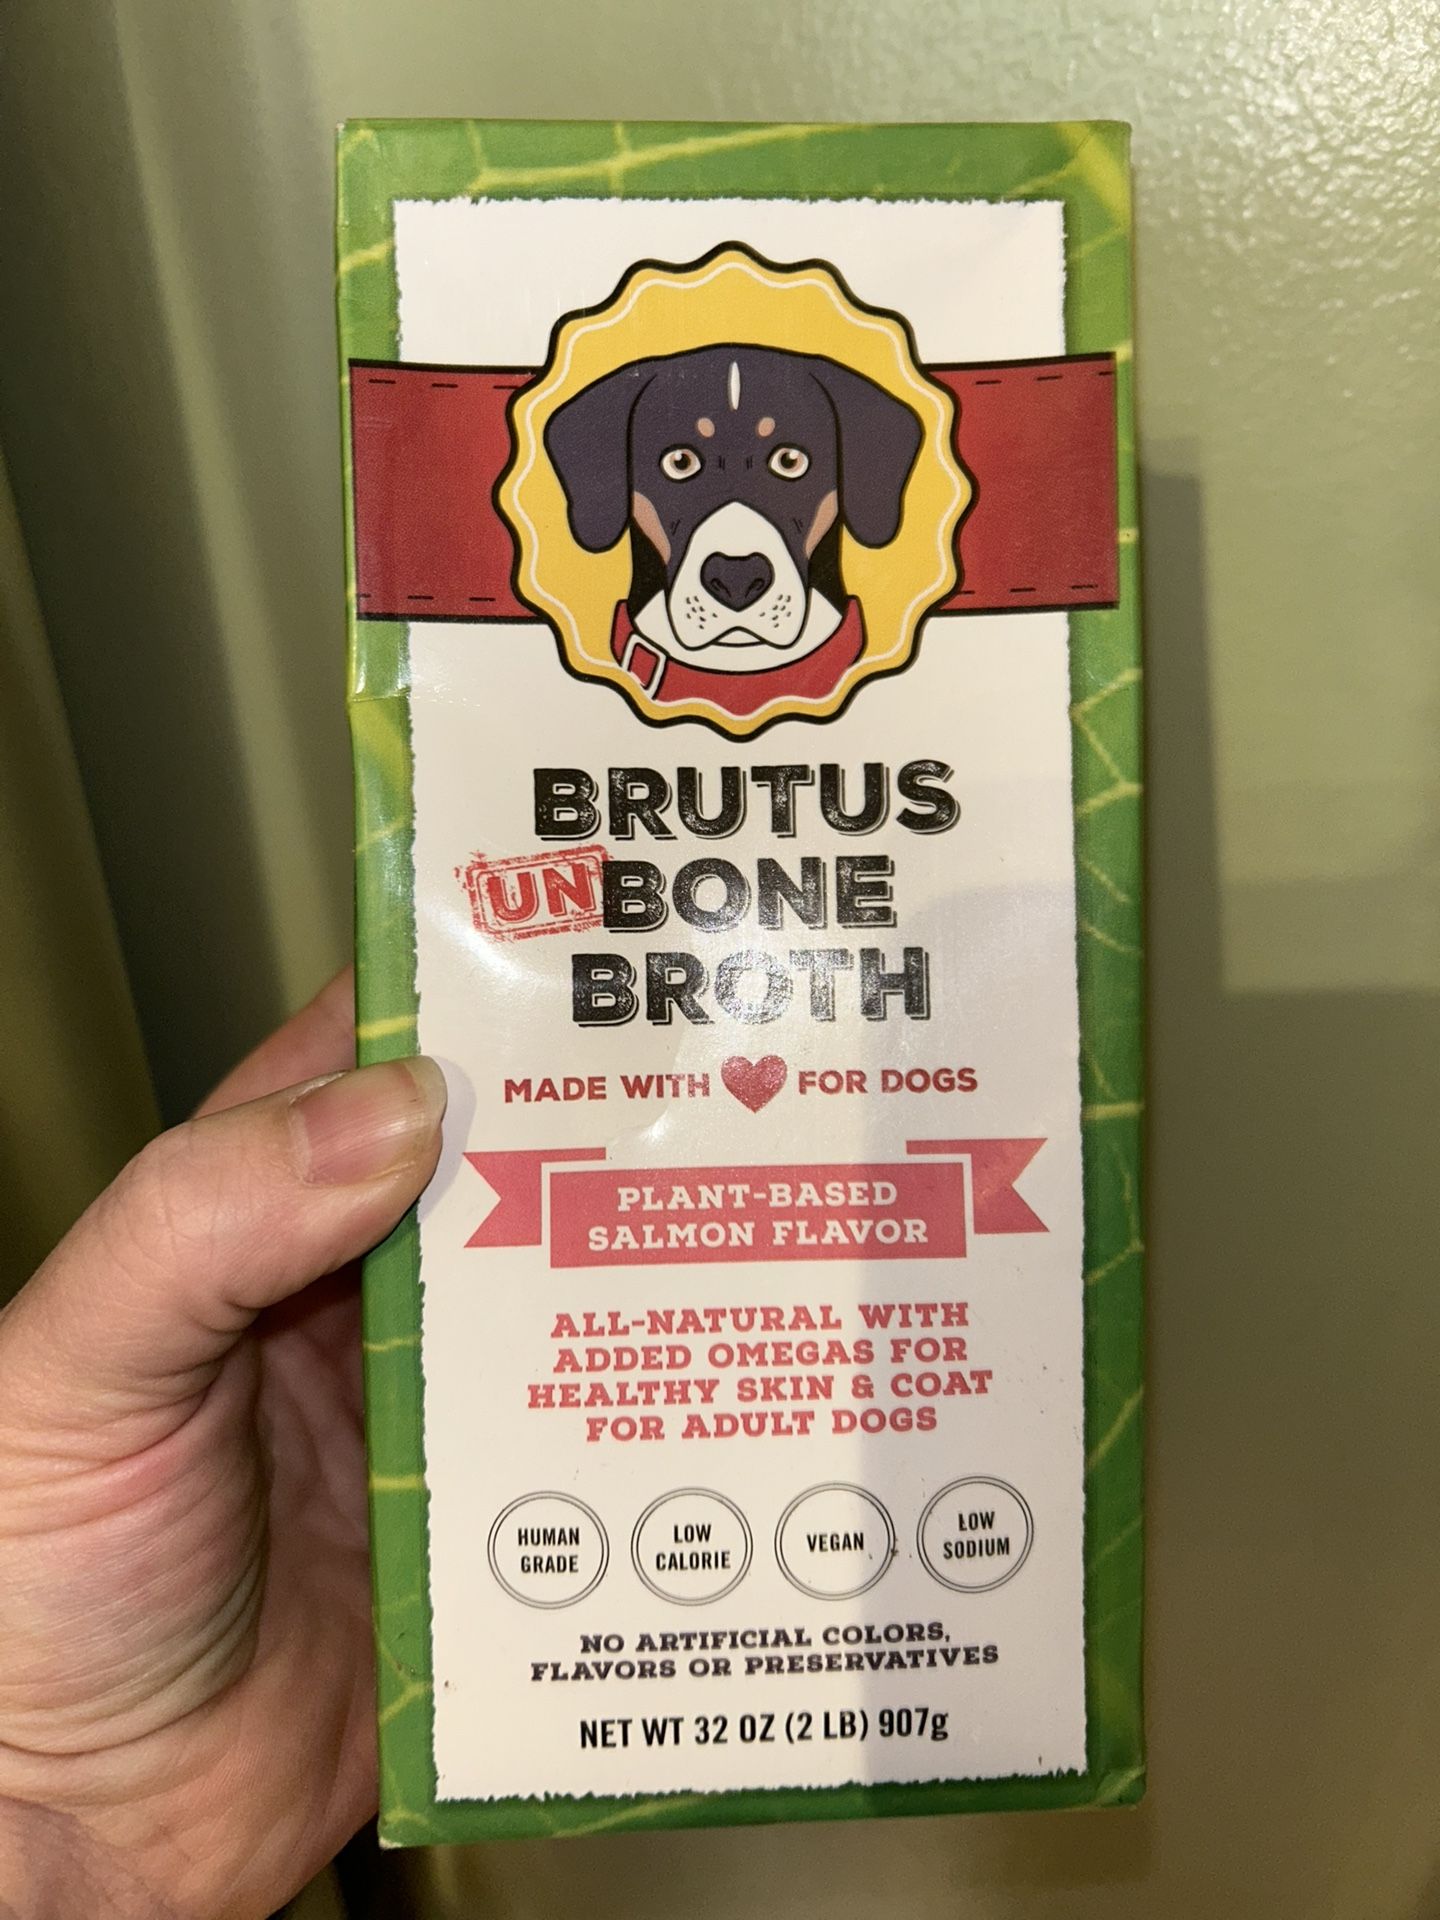 BRUTUS
UNBONE
BROTH
MADE WITH FOR DOGS
PLANT-BASED
SALMON FLAVOR
ALL-NATURAL WITH
ADDED OMEGAS FOR
HEALTHY SKIN & COAT
FOR ADULT DOGS
HUMAN
GRADE
LOW
CALORIE
VEGAN
LOW
SODIUM
NO ARTIFICIAL COLORS,
FLAVORS OR PRESERVATIVES
NET WT 32 OZ (2 LB) 907g